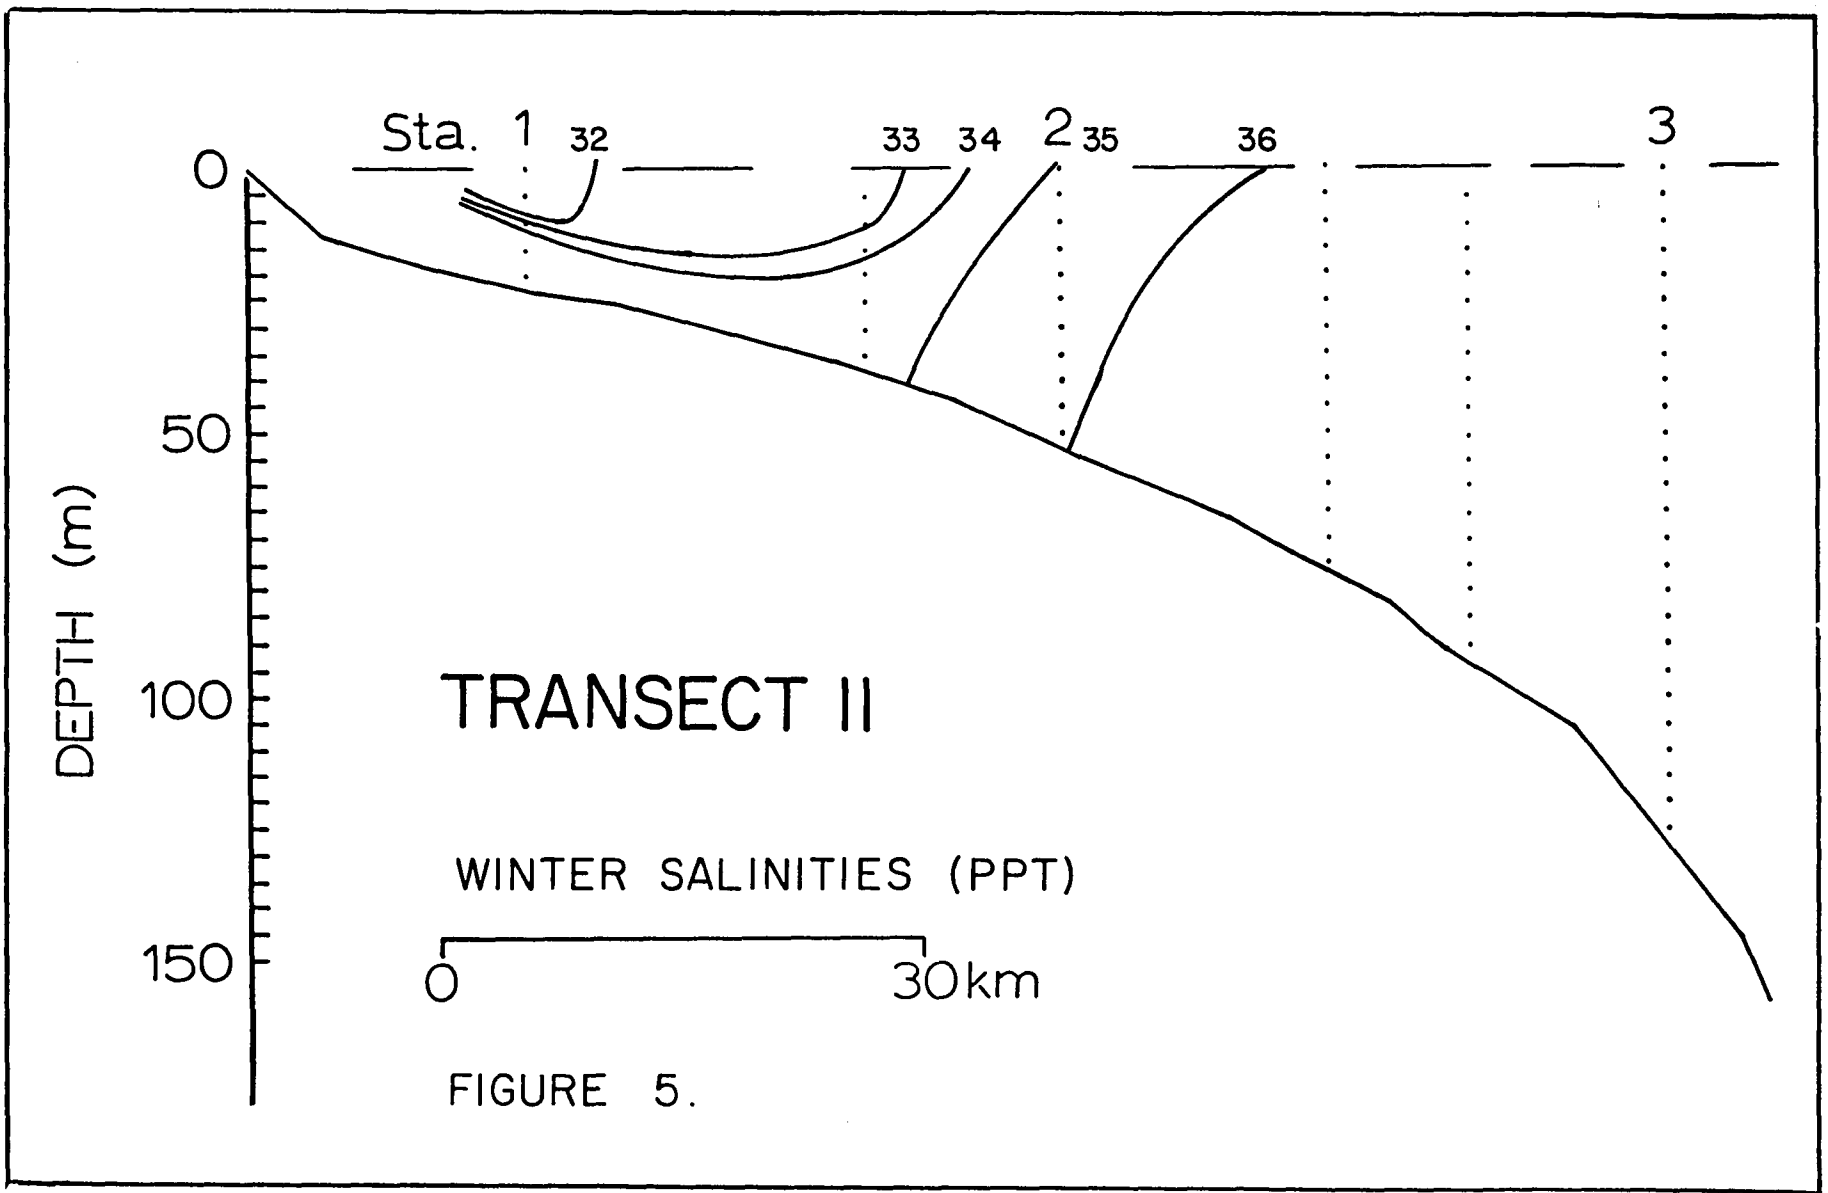 Sta. 1 32 33 34 2 35 36 3
0
50
100
150
DEPTH (m)
TRANSECT II
WINTER SALINITIES (PPT)
0 30km
FIGURE 5.